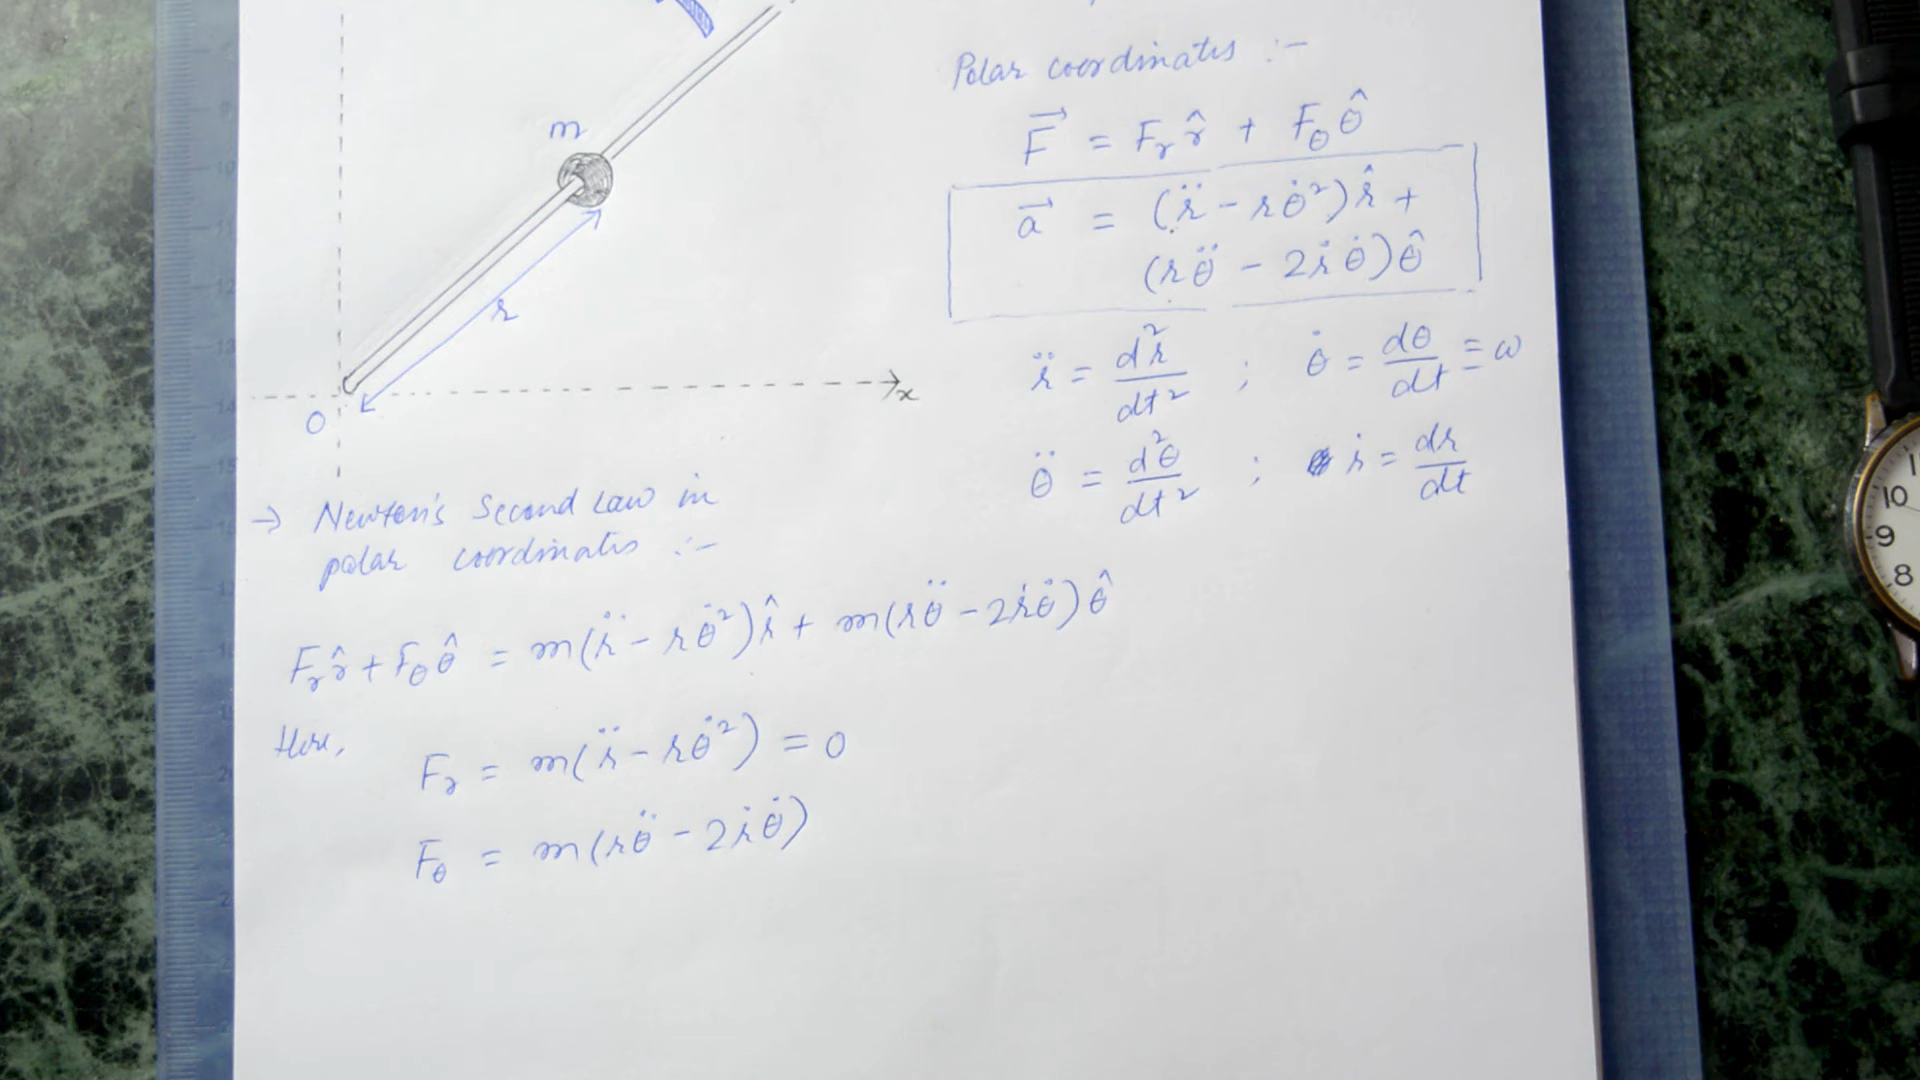 m
r
O
x
Polar coordinates :-
F⃗ = F_r r̂ + F_θ θ̂
a⃗ = (r̈ - rθ̇²) r̂ +
(rθ̈ - 2ṙθ̇) θ̂
r̈ = d²r/dt² ; θ̇ = dθ/dt = ω
θ̈ = d²θ/dt² ; ṙ = dr/dt
→ Newton's Second Law in
polar coordinates :-
F_r r̂ + F_θ θ̂ = m(r̈ - rθ̇²) r̂ + m(rθ̈ - 2ṙθ̇) θ̂
Here,
F_r = m(r̈ - rθ̇²) = 0
F_θ = m(rθ̈ - 2ṙθ̇)
10
9
8